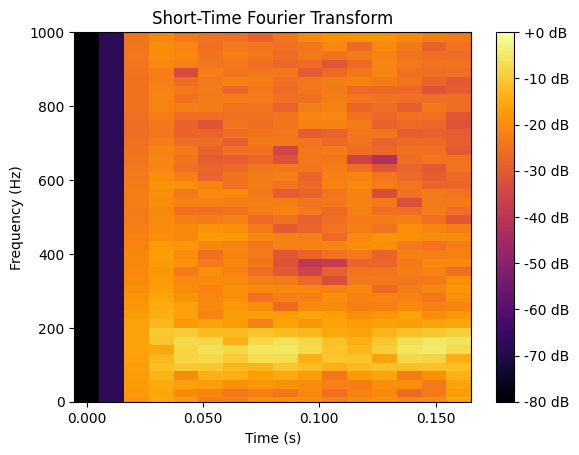 Short-Time Fourier Transform
1000
800
600
400
200
0
Frequency (Hz)
0.000
0.050
0.100
0.150
Time (s)
+0 dB
-10 dB
-20 dB
-30 dB
-40 dB
-50 dB
-60 dB
-70 dB
-80 dB